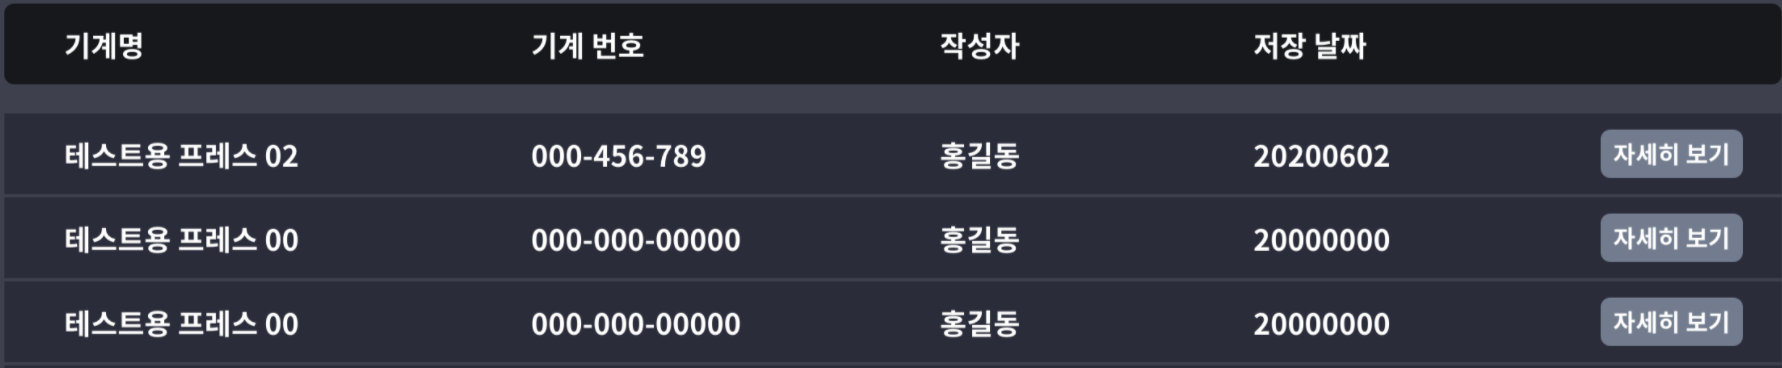 기계명 기계 번호 작성자 저장 날짜
테스트용 프레스 02 000-456-789 홍길동 20200602 자세히 보기
테스트용 프레스 00 000-000-00000 홍길동 20000000 자세히 보기
테스트용 프레스 00 000-000-00000 홍길동 20000000 자세히 보기